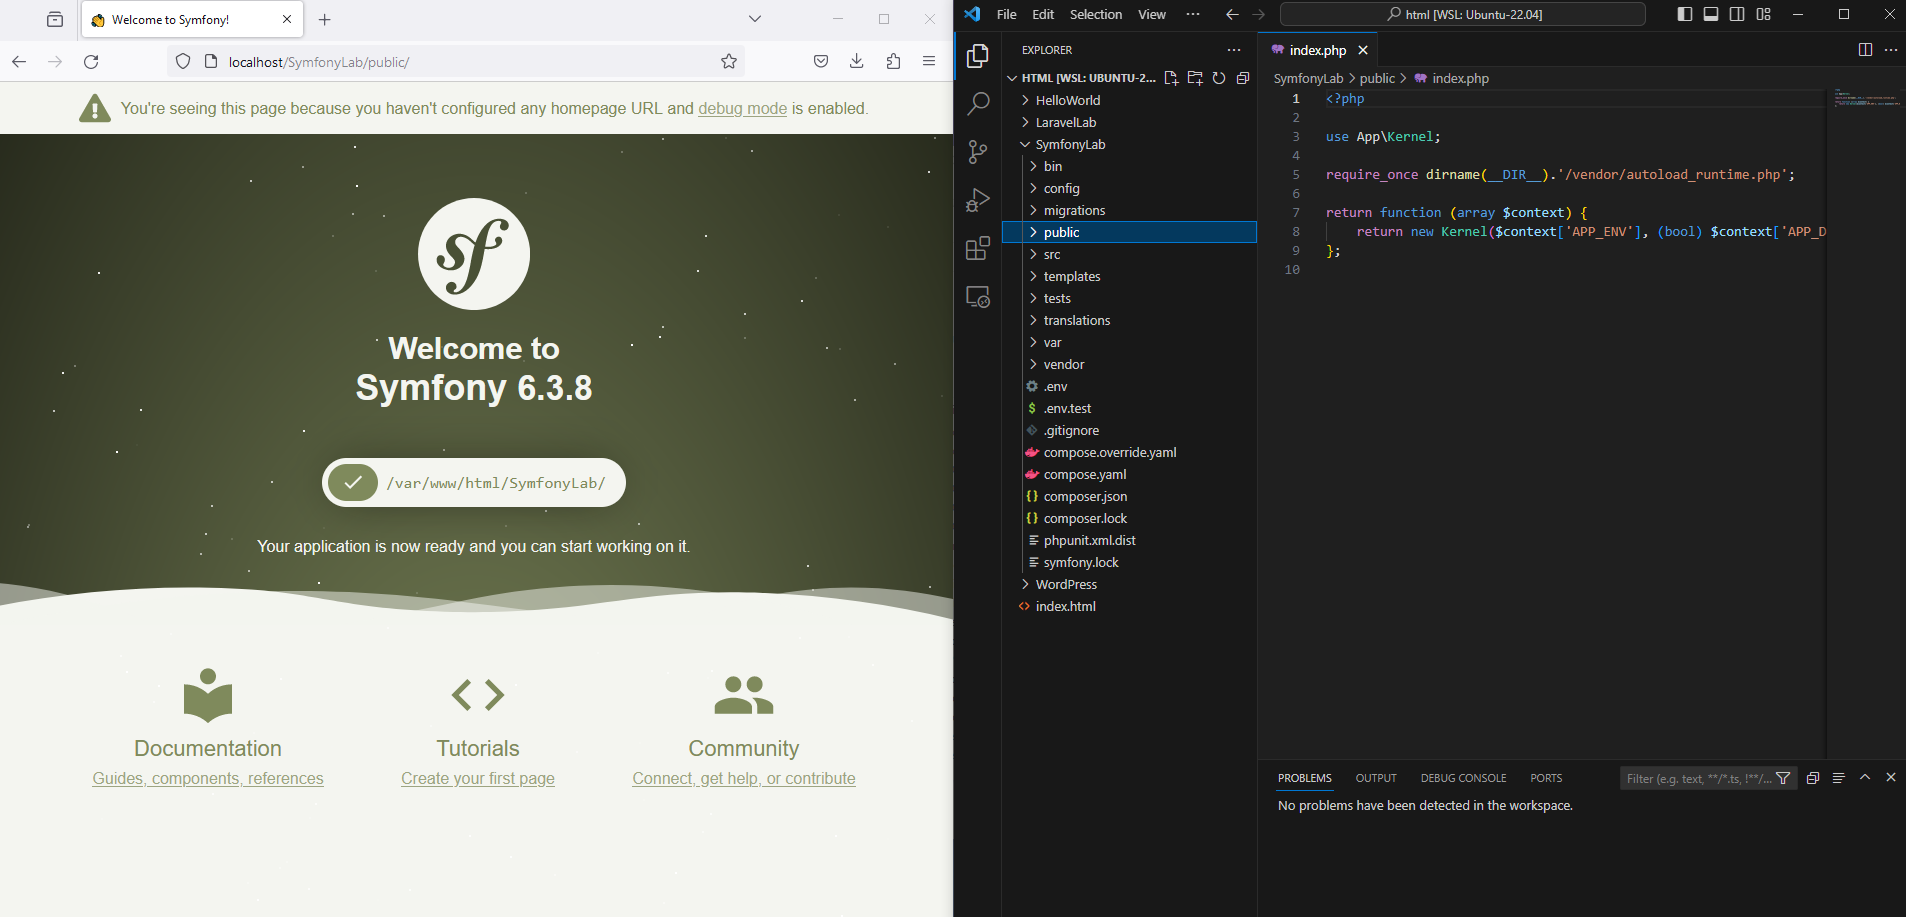 Welcome to Symfony!
localhost/SymfonyLab/public/
You're seeing this page because you haven't configured any homepage URL and debug mode is enabled.
sf
Welcome to
Symfony 6.3.8
/var/www/html/SymfonyLab/
Your application is now ready and you can start working on it.
Documentation
Guides, components, references
Tutorials
Create your first page
Community
Connect, get help, or contribute
File Edit Selection View ···
html [WSL: Ubuntu-22.04]
EXPLORER
HTML [WSL: UBUNTU-2...
HelloWorld
LaravelLab
SymfonyLab
bin
config
migrations
public
src
templates
tests
translations
var
vendor
.env
.env.test
.gitignore
compose.override.yaml
compose.yaml
composer.json
composer.lock
phpunit.xml.dist
symfony.lock
WordPress
index.html
index.php
SymfonyLab > public > index.php
1 <?php
2
3 use App\Kernel;
4
5 require_once dirname(__DIR__).'/vendor/autoload_runtime.php';
6
7 return function (array $context) {
8 return new Kernel($context['APP_ENV'], (bool) $context['APP_D
9 };
10
PROBLEMS OUTPUT DEBUG CONSOLE PORTS
Filter (e.g. text, **/*.ts, !**/...
No problems have been detected in the workspace.